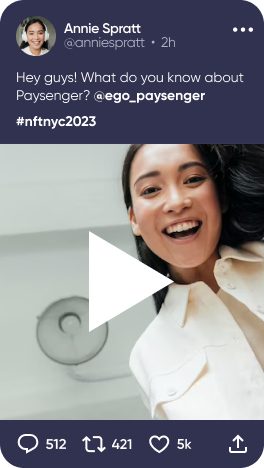 Annie Spratt
@anniespratt • 2h
Hey guys! What do you know about
Paysenger? @ego_paysenger
#nftnyc2023
512 421 5k